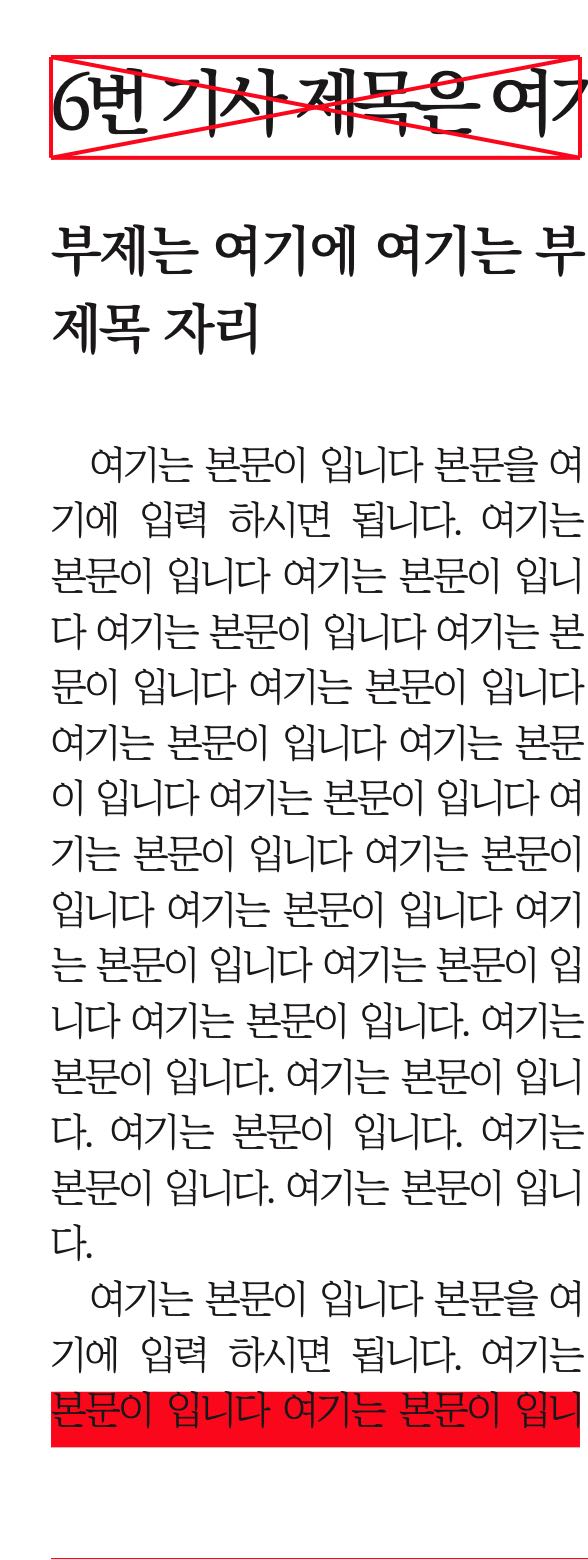 6번 기사 제목은 여기
부제는 여기에 여기는 부
제목 자리
여기는 본문이 입니다 본문을 여
기에 입력 하시면 됩니다. 여기는
본문이 입니다 여기는 본문이 입니
다 여기는 본문이 입니다 여기는 본
문이 입니다 여기는 본문이 입니다
여기는 본문이 입니다 여기는 본문
이 입니다 여기는 본문이 입니다 여
기는 본문이 입니다 여기는 본문이
입니다 여기는 본문이 입니다 여기
는 본문이 입니다 여기는 본문이 입
니다 여기는 본문이 입니다. 여기는
본문이 입니다. 여기는 본문이 입니
다. 여기는 본문이 입니다. 여기는
본문이 입니다. 여기는 본문이 입니
다.
여기는 본문이 입니다 본문을 여
기에 입력 하시면 됩니다. 여기는
본문이 입니다 여기는 본문이 입니